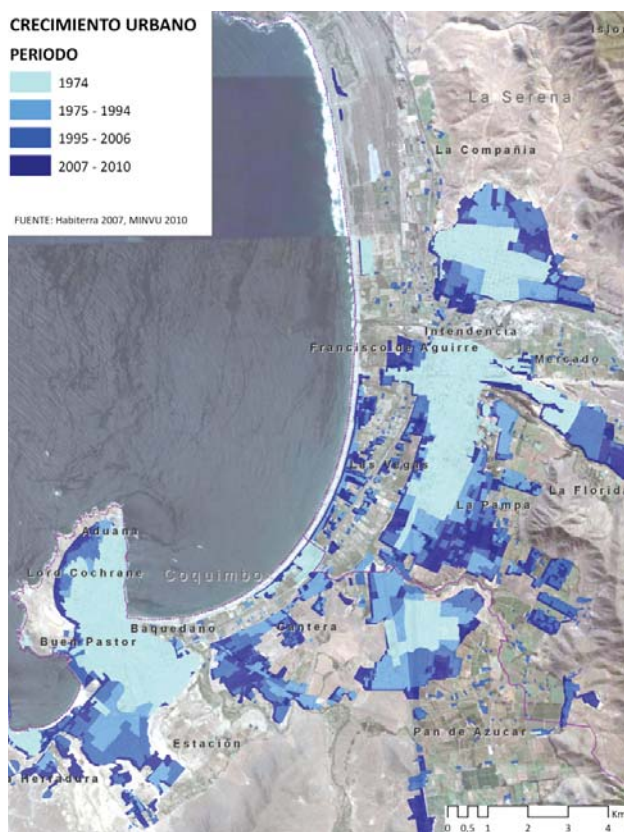 CRECIMIENTO URBANO
PERIODO
1974
1975 - 1994
1995 - 2006
2007 - 2010
FUENTE: Habiterra 2007, MINVU 2010
Islon
La Serena
La Compañia
Intendencia
Francisco de Aguirre
Mercado
Las Vegas
La Florida
La Pampa
Aduana
Lord Cochrane
Coquimbo
Baquedano
Cantera
Buen Pastor
Estación
Pan de Azucar
a Herradura
0 0.5 1 2 3 4
Km